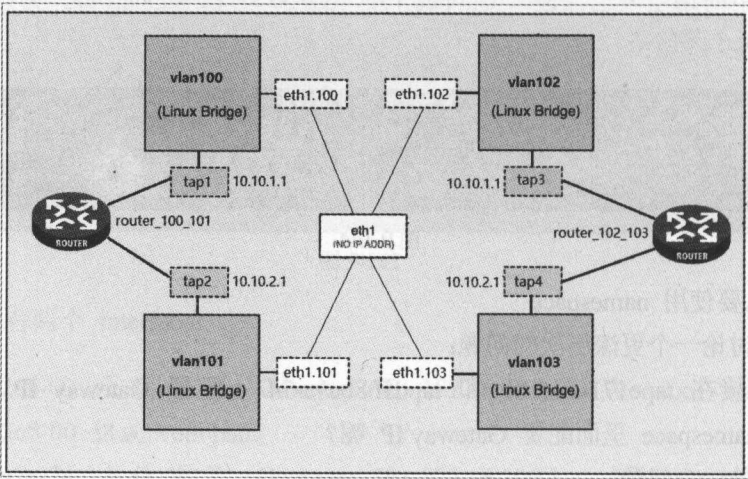 vlan100
(Linux Bridge)
eth1.100
eth1.102
vlan102
(Linux Bridge)
tap1
10.10.1.1
10.10.1.1
tap3
router_100_101
ROUTER
eth1
(NO IP ADDR)
router_102_103
ROUTER
tap2
10.10.2.1
10.10.2.1
tap4
vlan101
(Linux Bridge)
eth1.101
eth1.103
vlan103
(Linux Bridge)